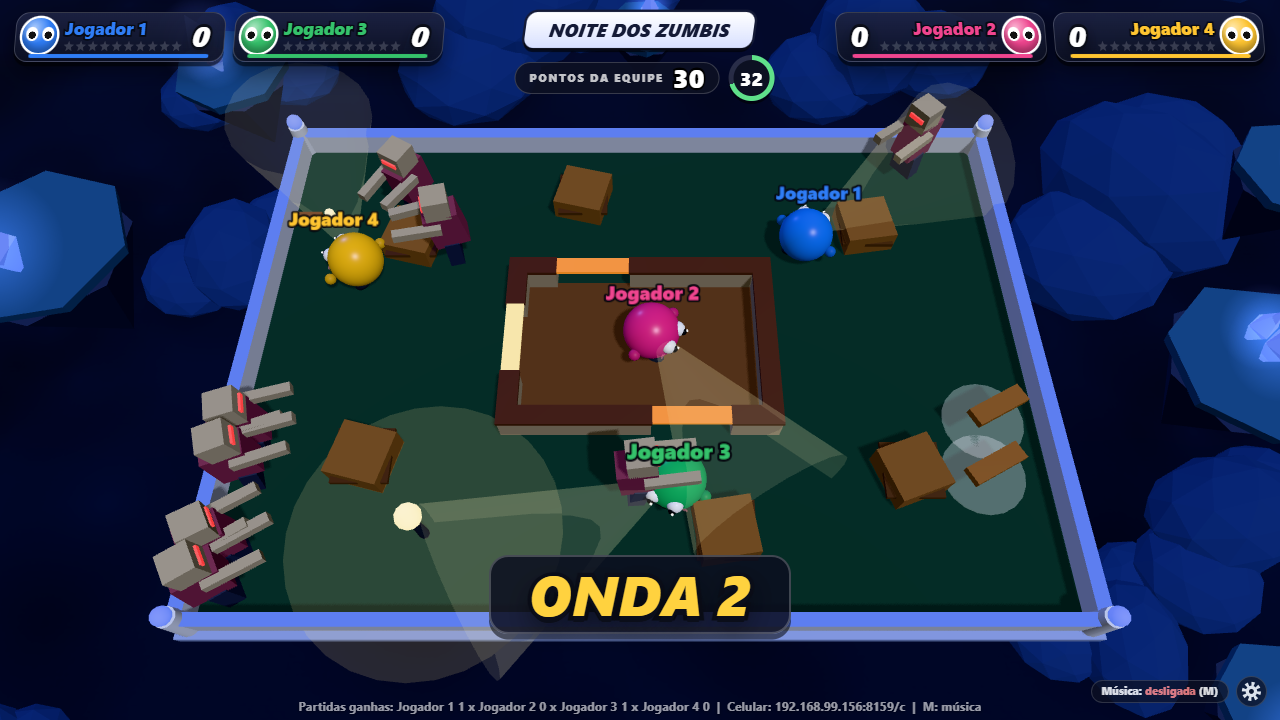 Jogador 1 0
Jogador 3 0
NOITE DOS ZUMBIS
0 Jogador 2
0 Jogador 4
PONTOS DA EQUIPE 30
32
Jogador 1
Jogador 4
Jogador 2
Jogador 3
ONDA 2
Música: desligada (M)
Partidas ganhas: Jogador 1 1 x Jogador 2 0 x Jogador 3 1 x Jogador 4 0 | Celular: 192.168.99.156:8159/c | M: música